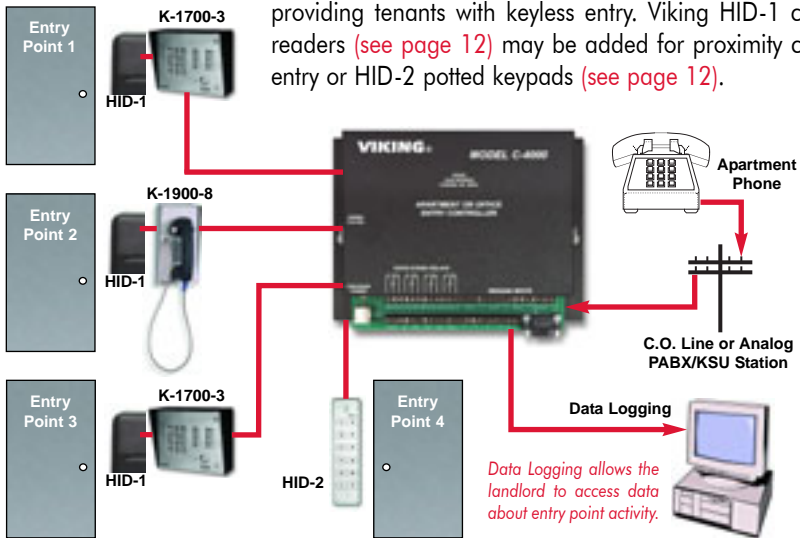 providing tenants with keyless entry. Viking HID-1 c
readers (see page 12) may be added for proximity c
entry or HID-2 potted keypads (see page 12).
Entry
Point 1
K-1700-3
HID-1
VIKING
MODEL C-4000
APARTMENT OR OFFICE
ENTRY CONTROLLER
Apartment
Phone
Entry
Point 2
K-1900-8
HID-1
C.O. Line or Analog
PABX/KSU Station
Entry
Point 3
K-1700-3
HID-1
HID-2
Entry
Point 4
Data Logging
Data Logging allows the
landlord to access data
about entry point activity.